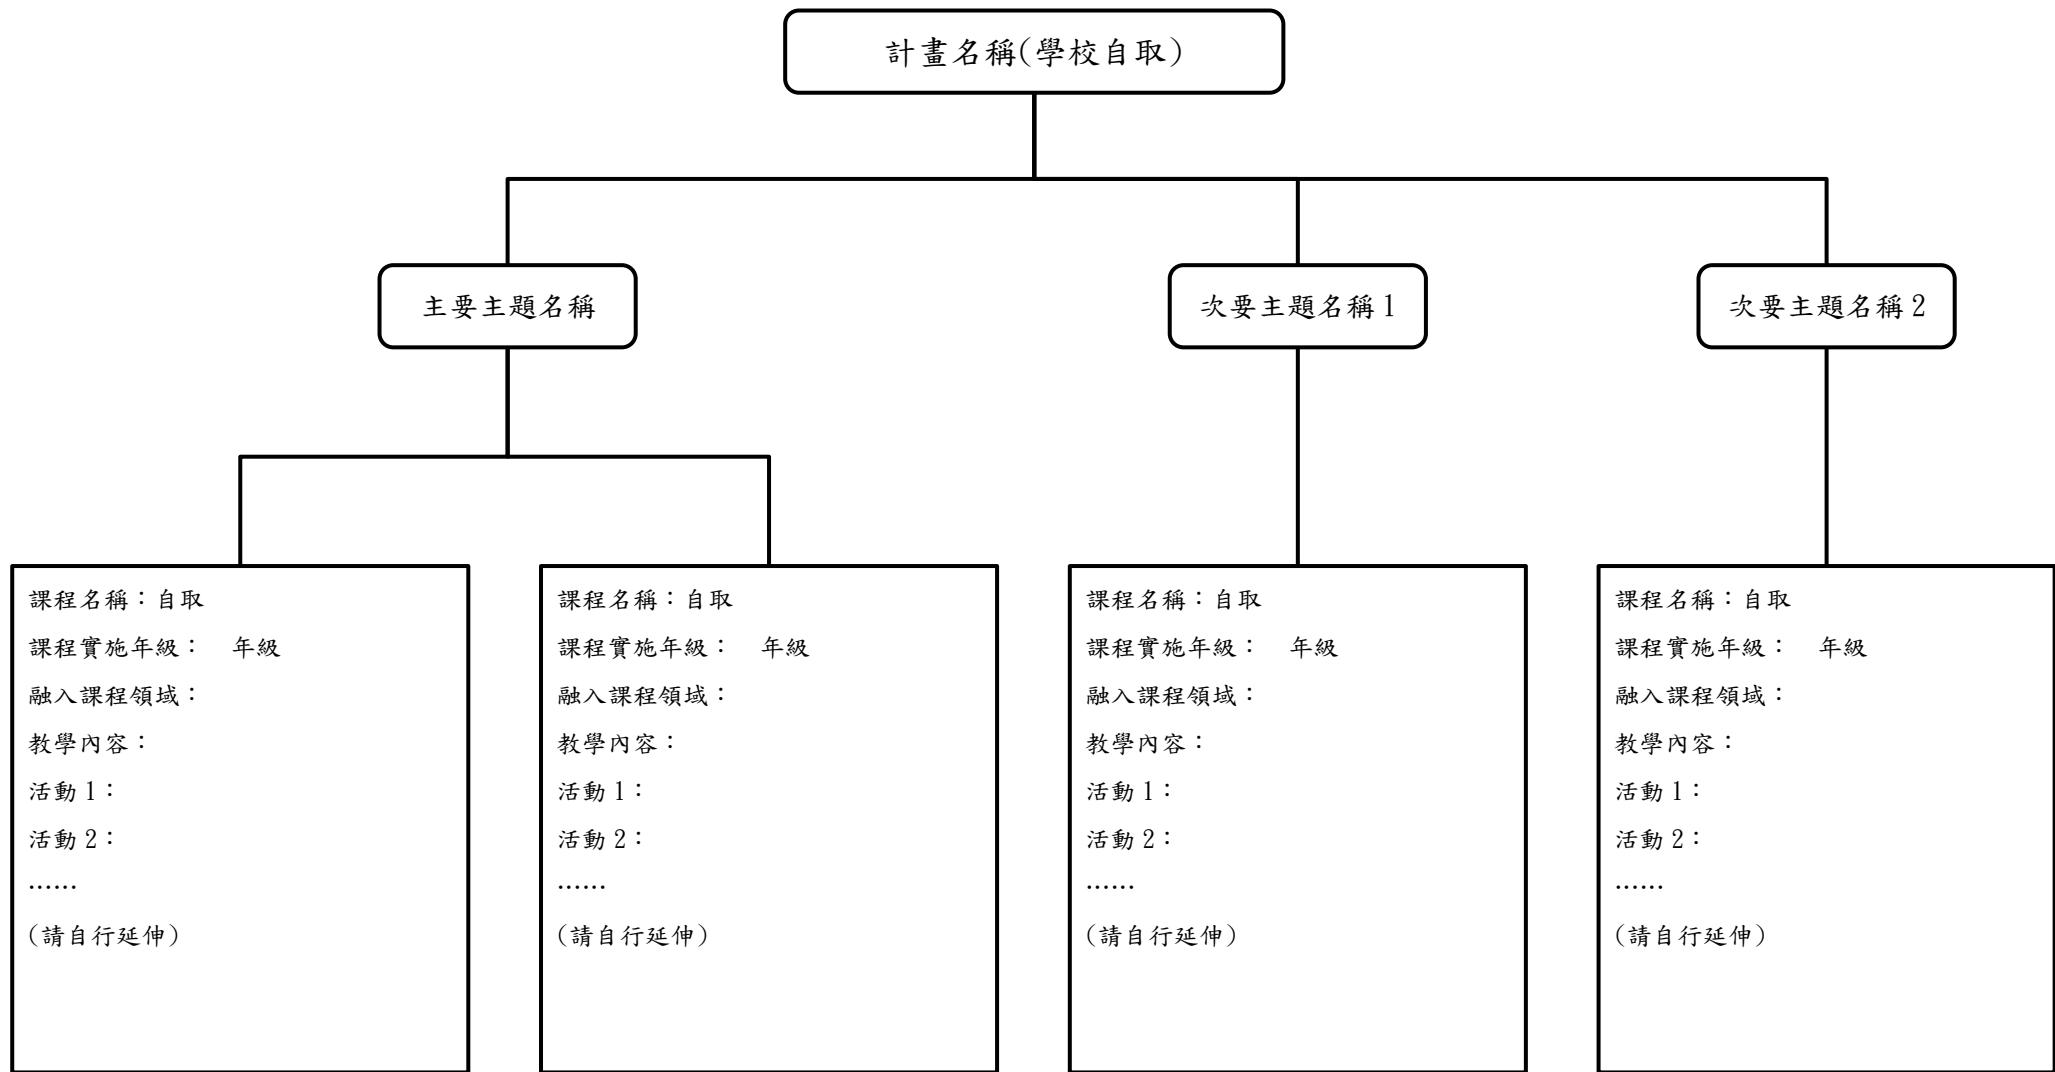 計畫名稱(學校自取)
主要主題名稱
次要主題名稱 1
次要主題名稱 2
課程名稱：自取
課程實施年級：　年級
融入課程領域：
教學內容：
活動 1：
活動 2：
……
(請自行延伸)
課程名稱：自取
課程實施年級：　年級
融入課程領域：
教學內容：
活動 1：
活動 2：
……
(請自行延伸)
課程名稱：自取
課程實施年級：　年級
融入課程領域：
教學內容：
活動 1：
活動 2：
……
(請自行延伸)
課程名稱：自取
課程實施年級：　年級
融入課程領域：
教學內容：
活動 1：
活動 2：
……
(請自行延伸)